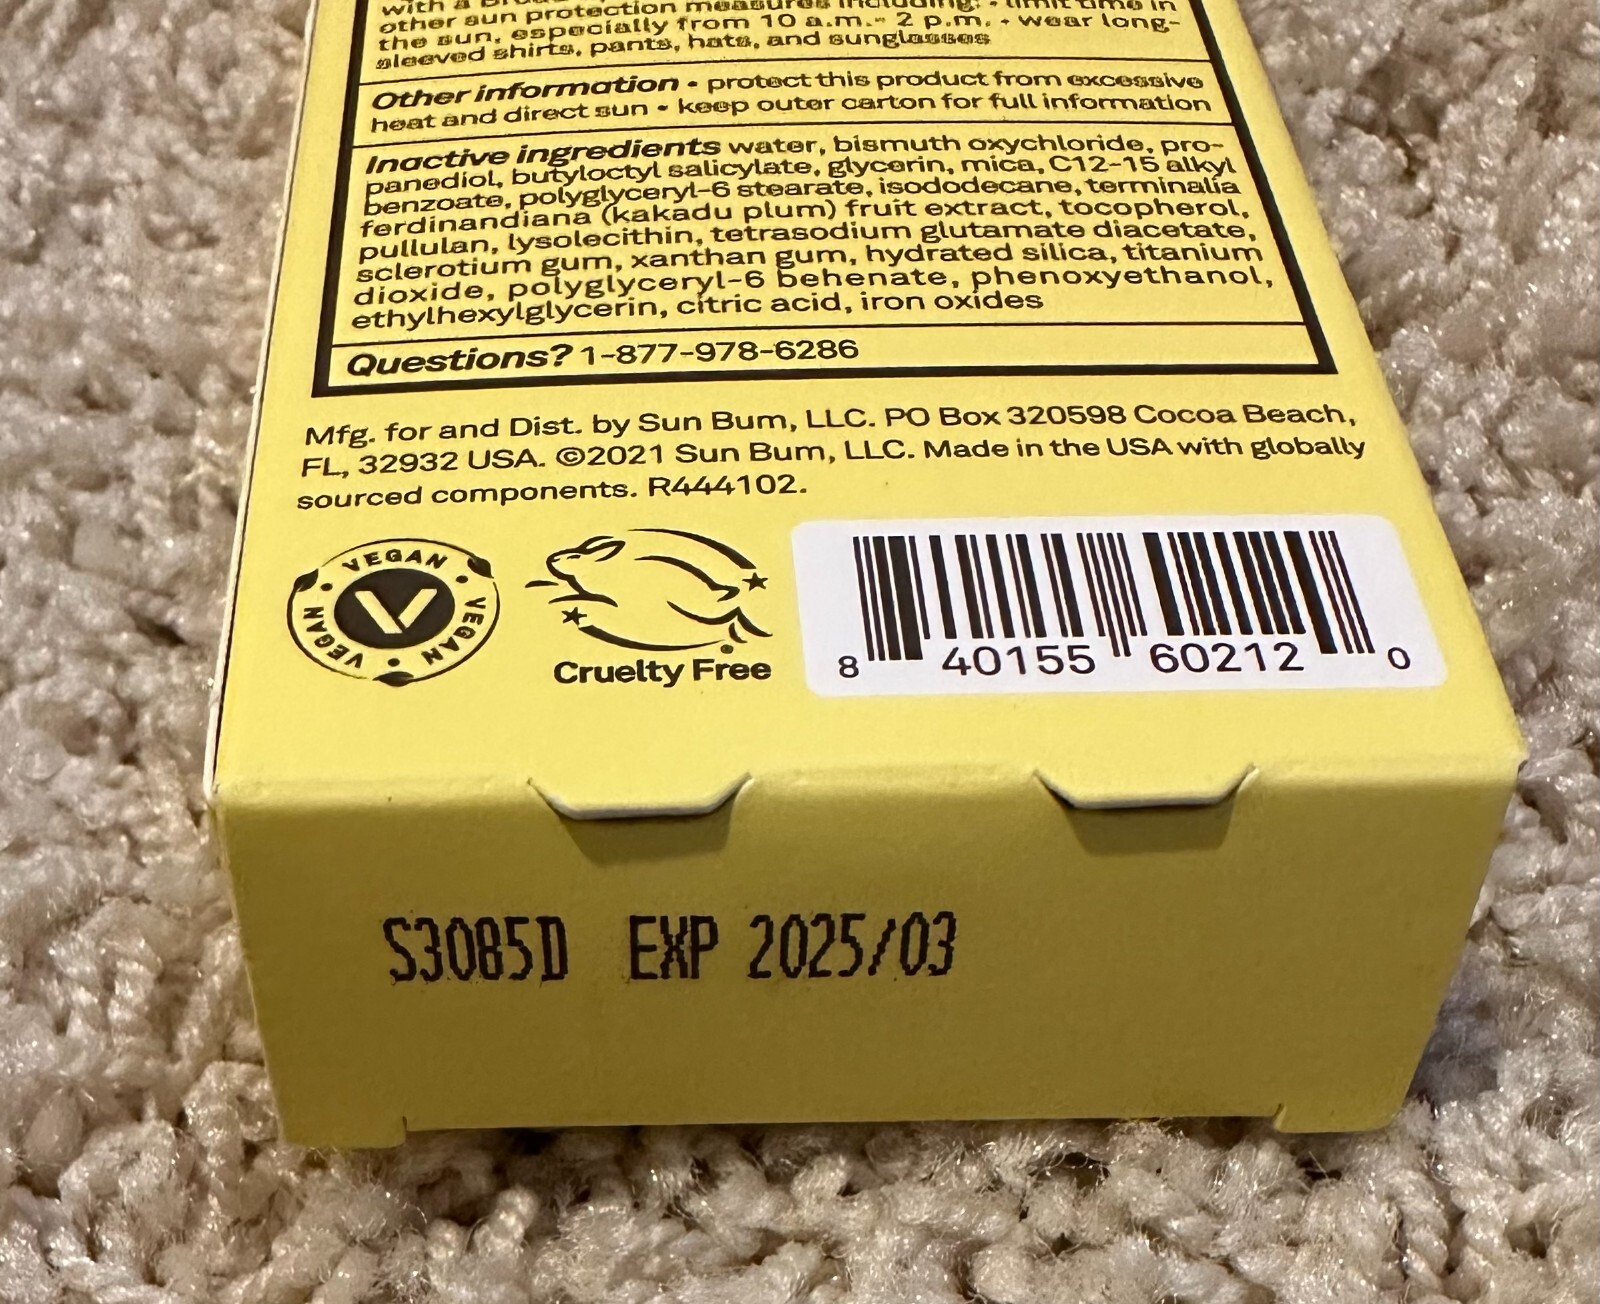 with a
other sun protection measures including: • limit time in
the sun, especially from 10 a.m.- 2 p.m. • wear long-
sleeved shirts, pants, hats, and sunglasses
Other information • protect this product from excessive
heat and direct sun • keep outer carton for full information
Inactive ingredients water, bismuth oxychloride, pro-
panediol, butyloctyl salicylate, glycerin, mica, C12-15 alkyl
benzoate, polyglyceryl-6 stearate, isododecane, terminalia
ferdinandiana (kakadu plum) fruit extract, tocopherol,
pullulan, lysolecithin, tetrasodium glutamate diacetate,
sclerotium gum, xanthan gum, hydrated silica, titanium
dioxide, polyglyceryl-6 behenate, phenoxyethanol,
ethylhexylglycerin, citric acid, iron oxides
Questions? 1-877-978-6286
Mfg. for and Dist. by Sun Bum, LLC. PO Box 320598 Cocoa Beach,
FL, 32932 USA. ©2021 Sun Bum, LLC. Made in the USA with globally
sourced components. R444102.
VEGAN • VEGAN • VEGAN • VEGAN
V
Cruelty Free
8 40155 60212 0
S3085D EXP 2025/03